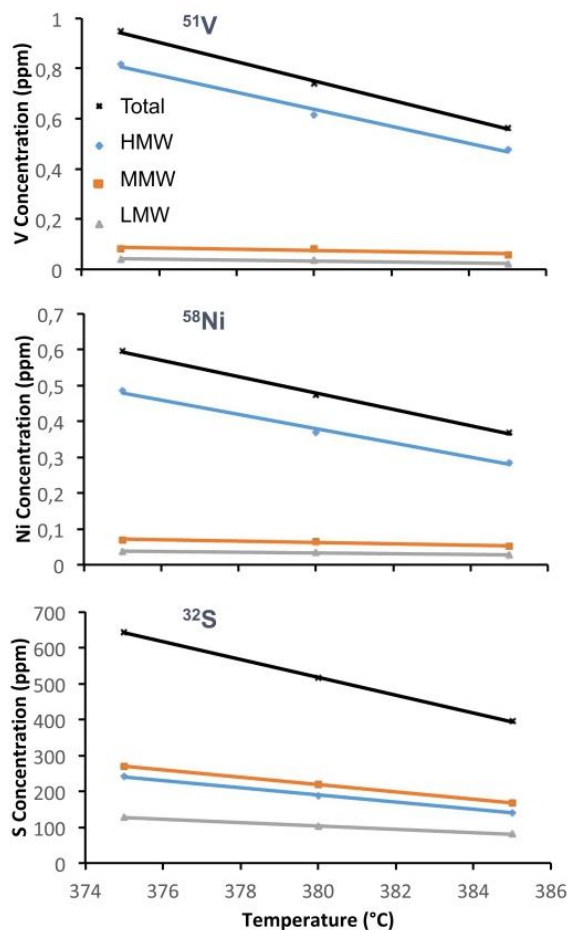 51V
V Concentration (ppm)
1
0,8
0,6
0,4
0,2
0
Total
HMW
MMW
LMW
58Ni
Ni Concentration (ppm)
0,7
0,6
0,5
0,4
0,3
0,2
0,1
0
32S
S Concentration (ppm)
700
600
500
400
300
200
100
0
374 376 378 380 382 384 386
Temperature (°C)